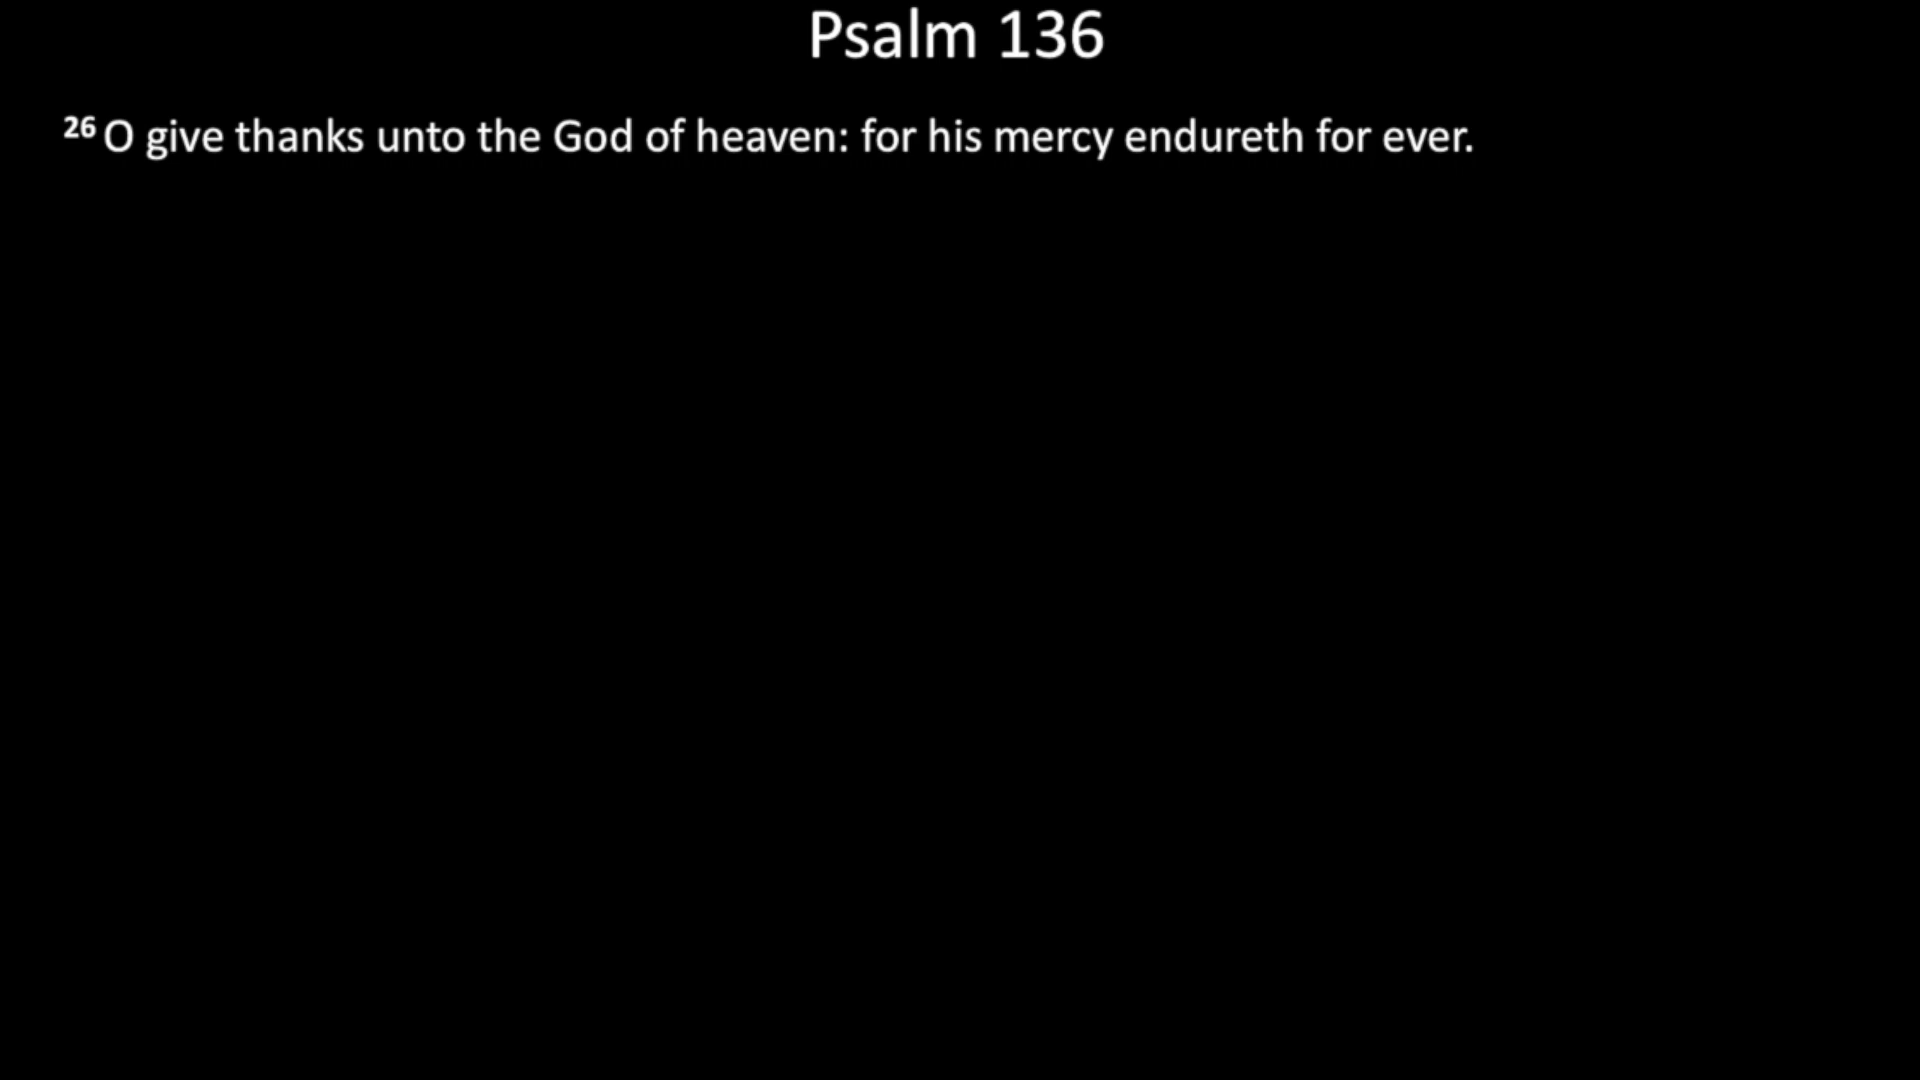 Psalm 136
26 O give thanks unto the God of heaven: for his mercy endureth for ever.